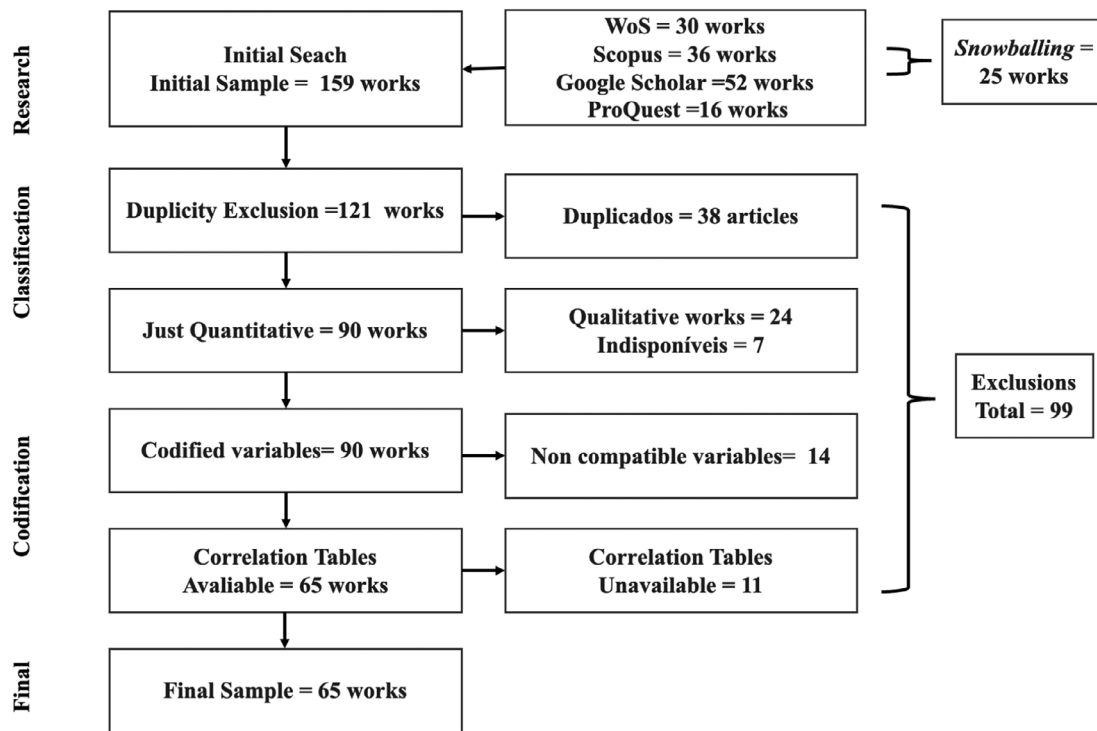 Research
Initial Seach
Initial Sample = 159 works
WoS = 30 works
Scopus = 36 works
Google Scholar =52 works
ProQuest =16 works
Snowballing =
25 works
Classification
Duplicity Exclusion =121 works
Duplicados = 38 articles
Just Quantitative = 90 works
Qualitative works = 24
Indisponíveis = 7
Exclusions
Total = 99
Codification
Codified variables= 90 works
Non compatible variables= 14
Correlation Tables
Avaliable = 65 works
Correlation Tables
Unavailable = 11
Final
Final Sample = 65 works